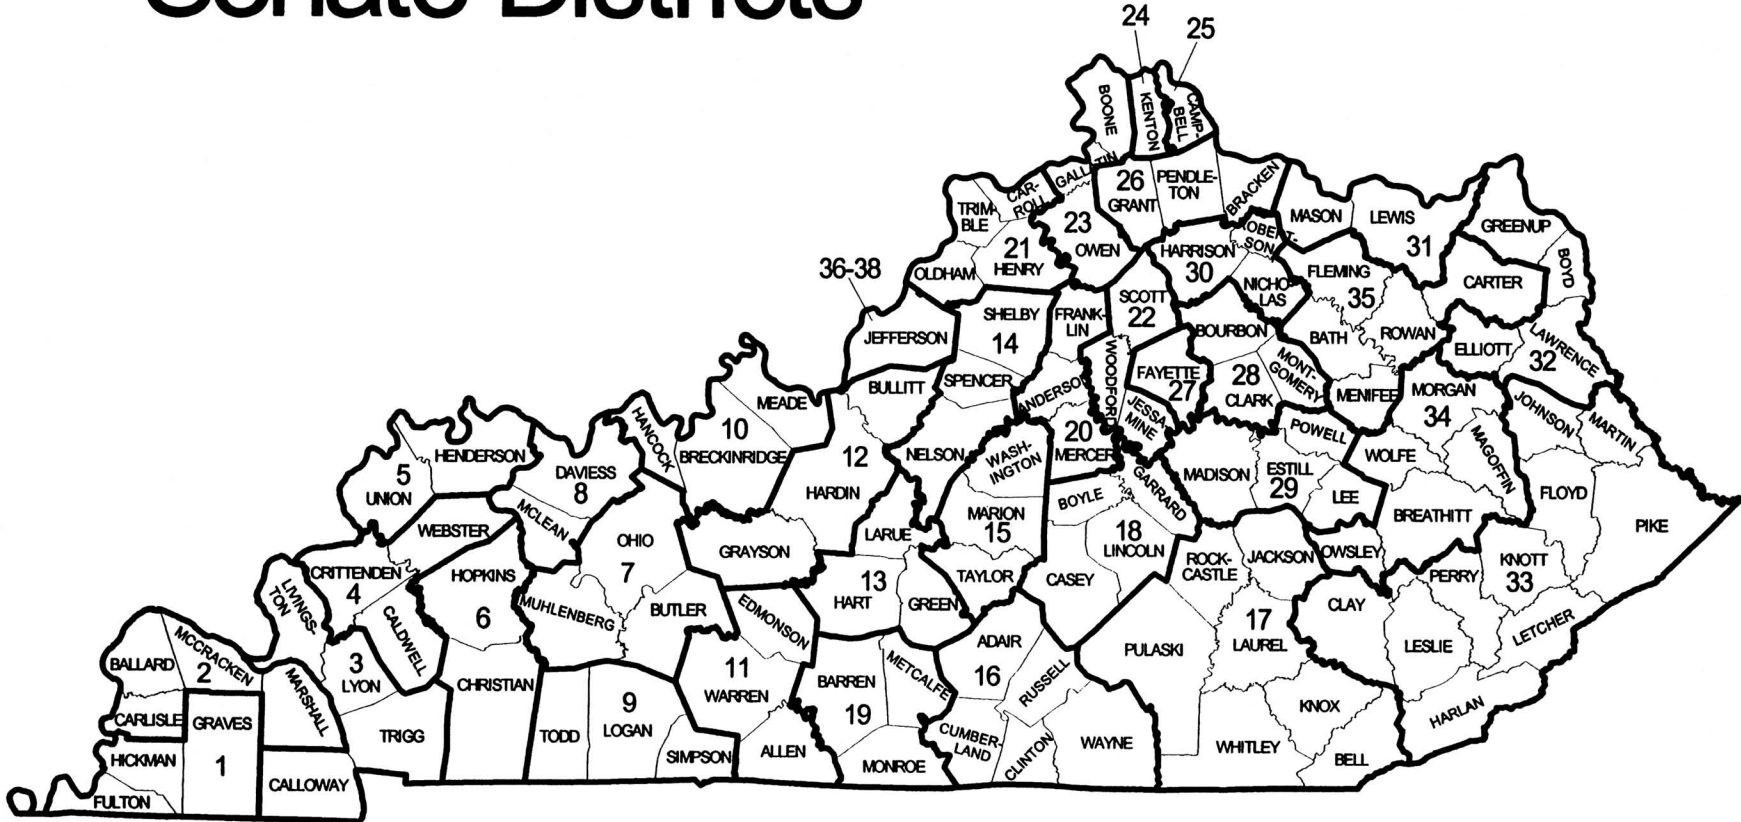 Senate Districts
24
25
BOONE
KENTON
CAMP-
BELL
GALLATIN
CAR-
ROLL
TRIM-
BLE
26
GRANT
PENDLE-
TON
BRACKEN
MASON
LEWIS
31
GREENUP
BOYD
23
OWEN
21
HENRY
OLDHAM
HARRISON
30
ROBERT-
SON
NICHO-
LAS
FLEMING
35
CARTER
36-38
JEFFERSON
SHELBY
14
FRANK-
LIN
SCOTT
22
BOURBON
BATH
ROWAN
ELLIOTT
LAWRENCE
32
BULLITT
SPENCER
ANDERSON
WOODFORD
FAYETTE
27
JESSA
MINE
28
CLARK
MONT-
GOMERY
MENIFEE
MORGAN
34
JOHNSON
MARTIN
MEADE
10
BRECKINRIDGE
HANCOCK
12
HARDIN
NELSON
WASH-
INGTON
20
MERCER
GARRARD
MADISON
POWELL
ESTILL
29
LEE
WOLFE
MAGOFFIN
FLOYD
PIKE
HENDERSON
5
UNION
DAVIESS
8
MCLEAN
WEBSTER
OHIO
7
GRAYSON
LARUE
MARION
15
BOYLE
18
LINCOLN
ROCK-
CASTLE
JACKSON
OWSLEY
BREATHITT
PERRY
KNOTT
33
LIVINGS-
TON
CRITTENDEN
4
HOPKINS
6
MUHLENBERG
BUTLER
EDMONSON
13
HART
GREEN
TAYLOR
CASEY
17
LAUREL
CLAY
LESLIE
LETCHER
BALLARD
MCCRACKEN
2
MARSHALL
3
LYON
CALDWELL
CHRISTIAN
11
WARREN
BARREN
METCALFE
ADAIR
16
RUSSELL
PULASKI
KNOX
HARLAN
CARLISLE
GRAVES
1
TRIGG
TODD
9
LOGAN
SIMPSON
ALLEN
19
MONROE
CUMBER-
LAND
CLINTON
WAYNE
WHITLEY
BELL
HICKMAN
FULTON
CALLOWAY